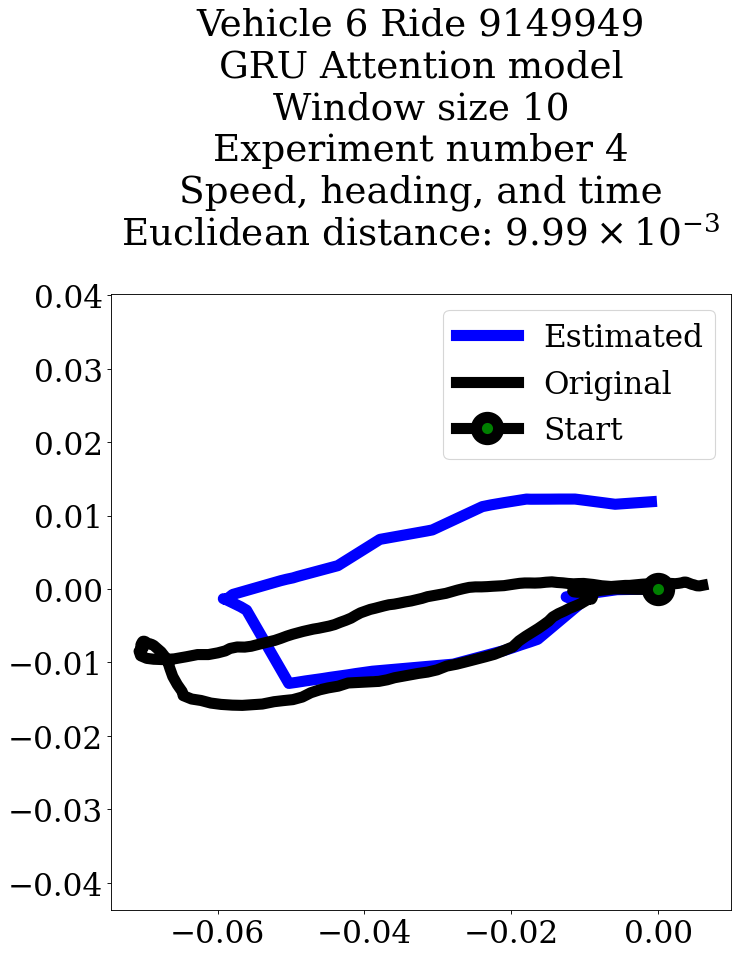 Vehicle 6 Ride 9149949
GRU Attention model
Window size 10
Experiment number 4
Speed, heading, and time
Euclidean distance: 9.99 × 10⁻³
Estimated
Original
Start
0.04
0.03
0.02
0.01
0.00
−0.01
−0.02
−0.03
−0.04
−0.06 −0.04 −0.02 0.00